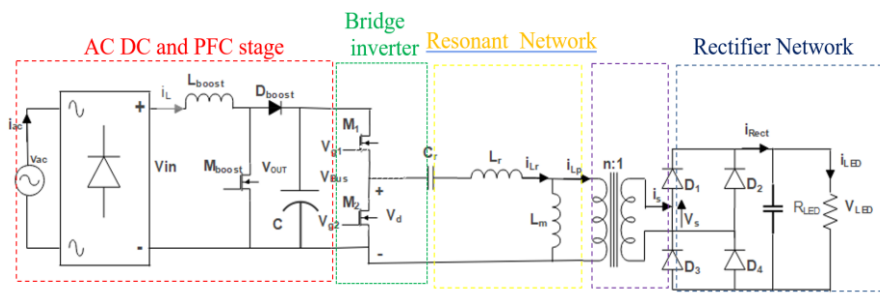 AC DC and PFC stage
Bridge
inverter
Resonant Network
Rectifier Network
iac
Vac
+
-
Vin
iL
Lboost
Dboost
Mboost
VOUT
C
VBus
M1
Vg1
M2
Vg2
+
Vd
-
Cr
Lr
iLr
Lm
iLp
n:1
is
Vs
D1
D2
D3
D4
iRect
RLED
iLED
VLED